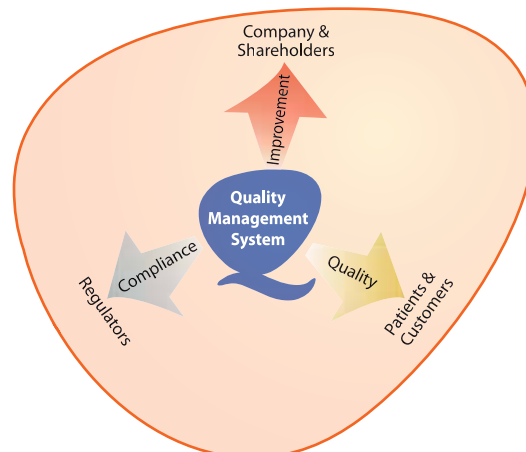 Company &
Shareholders
Improvement
Quality
Management
System
Compliance
Quality
Regulators
Patients &
Customers